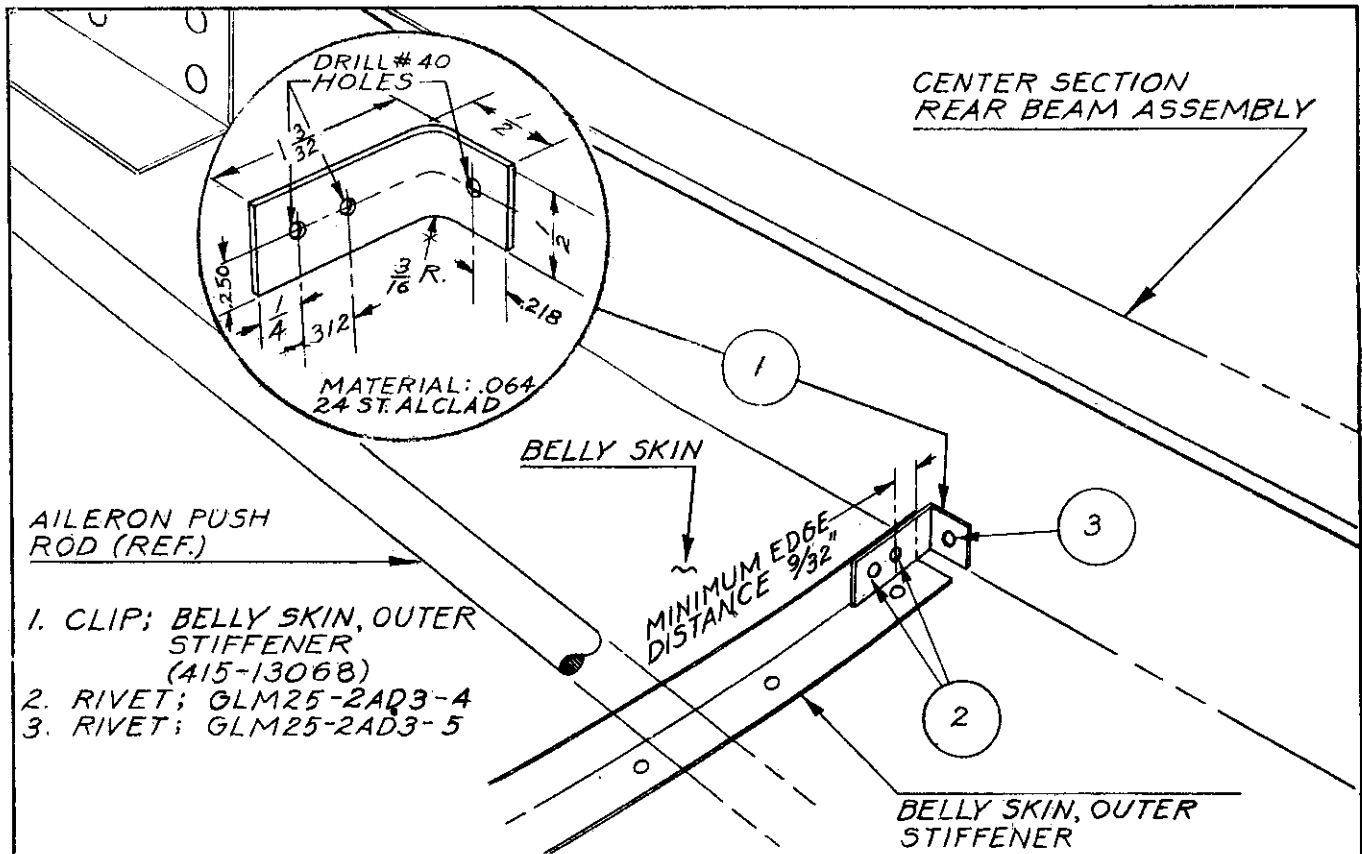 DRILL #40
HOLES
1 3/32
1/2
1/2
.250
1/4
.312
3/16 R.
.218
MATERIAL: .064
24 ST. ALCLAD
CENTER SECTION
REAR BEAM ASSEMBLY
1
BELLY SKIN
MINIMUM EDGE
DISTANCE 9/32"
3
AILERON PUSH
ROD (REF.)
1. CLIP; BELLY SKIN, OUTER
STIFFENER
(415-13068)
2. RIVET; GLM25-2AD3-4
3. RIVET; GLM25-2AD3-5
2
BELLY SKIN, OUTER
STIFFENER